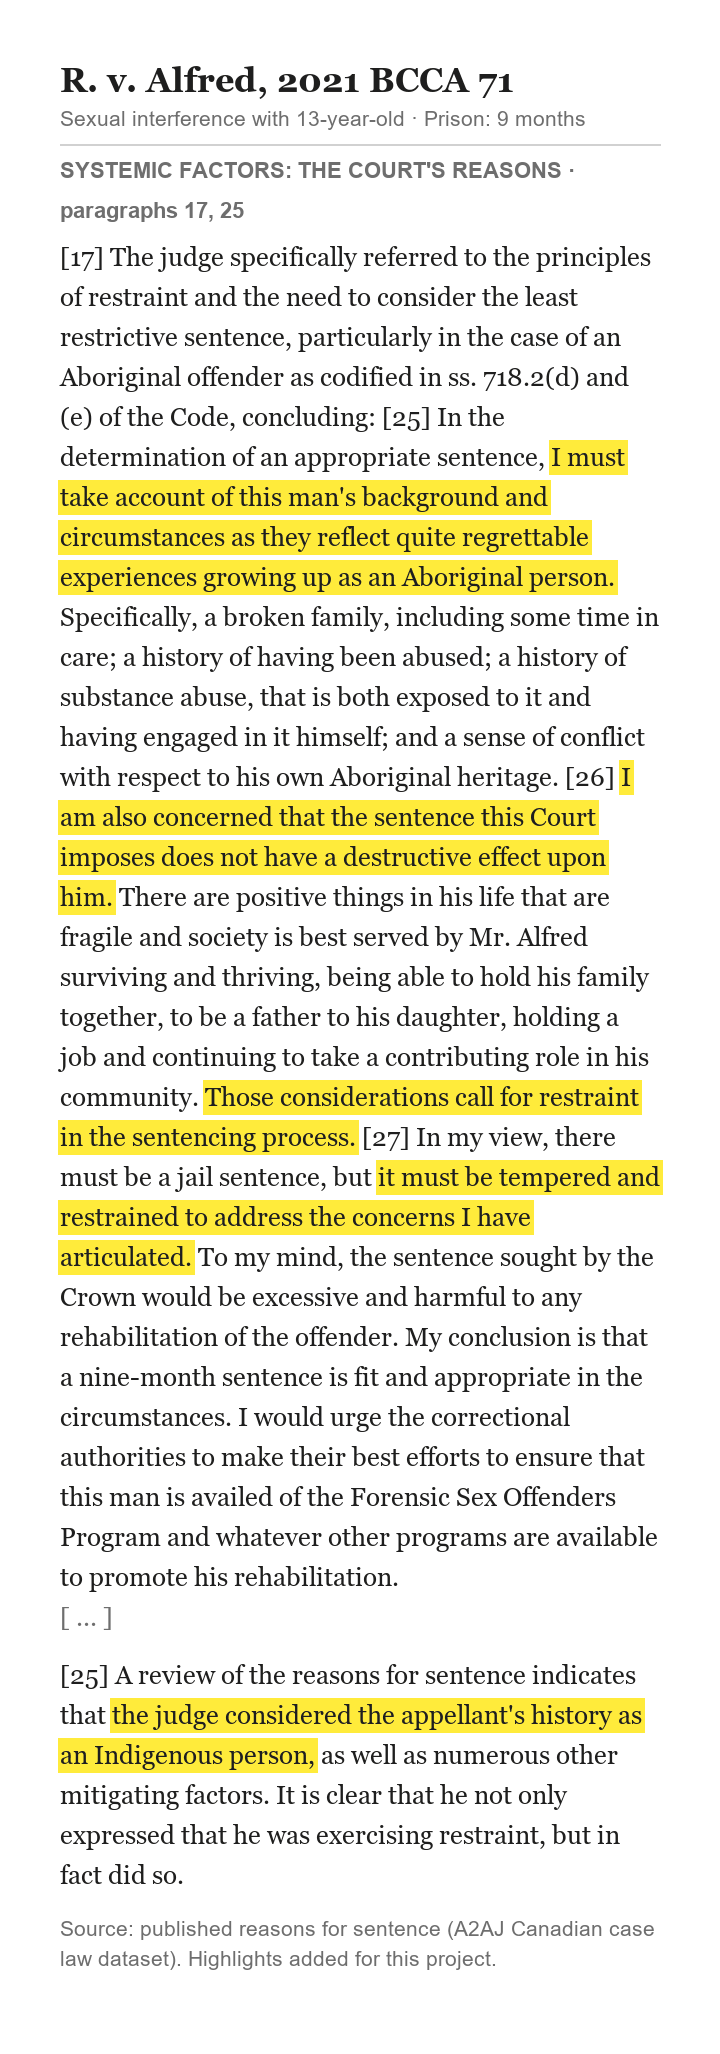 R. v. Alfred, 2021 BCCA 71
Sexual interference with 13-year-old · Prison: 9 months
SYSTEMIC FACTORS: THE COURT'S REASONS ·
paragraphs 17, 25
[17] The judge specifically referred to the principles
of restraint and the need to consider the least
restrictive sentence, particularly in the case of an
Aboriginal offender as codified in ss. 718.2(d) and
(e) of the Code, concluding: [25] In the
determination of an appropriate sentence, I must
take account of this man's background and
circumstances as they reflect quite regrettable
experiences growing up as an Aboriginal person.
Specifically, a broken family, including some time in
care; a history of having been abused; a history of
substance abuse, that is both exposed to it and
having engaged in it himself; and a sense of conflict
with respect to his own Aboriginal heritage. [26] I
am also concerned that the sentence this Court
imposes does not have a destructive effect upon
him. There are positive things in his life that are
fragile and society is best served by Mr. Alfred
surviving and thriving, being able to hold his family
together, to be a father to his daughter, holding a
job and continuing to take a contributing role in his
community. Those considerations call for restraint
in the sentencing process. [27] In my view, there
must be a jail sentence, but it must be tempered and
restrained to address the concerns I have
articulated. To my mind, the sentence sought by the
Crown would be excessive and harmful to any
rehabilitation of the offender. My conclusion is that
a nine-month sentence is fit and appropriate in the
circumstances. I would urge the correctional
authorities to make their best efforts to ensure that
this man is availed of the Forensic Sex Offenders
Program and whatever other programs are available
to promote his rehabilitation.
[ ... ]
[25] A review of the reasons for sentence indicates
that the judge considered the appellant's history as
an Indigenous person, as well as numerous other
mitigating factors. It is clear that he not only
expressed that he was exercising restraint, but in
fact did so.
Source: published reasons for sentence (A2AJ Canadian case
law dataset). Highlights added for this project.